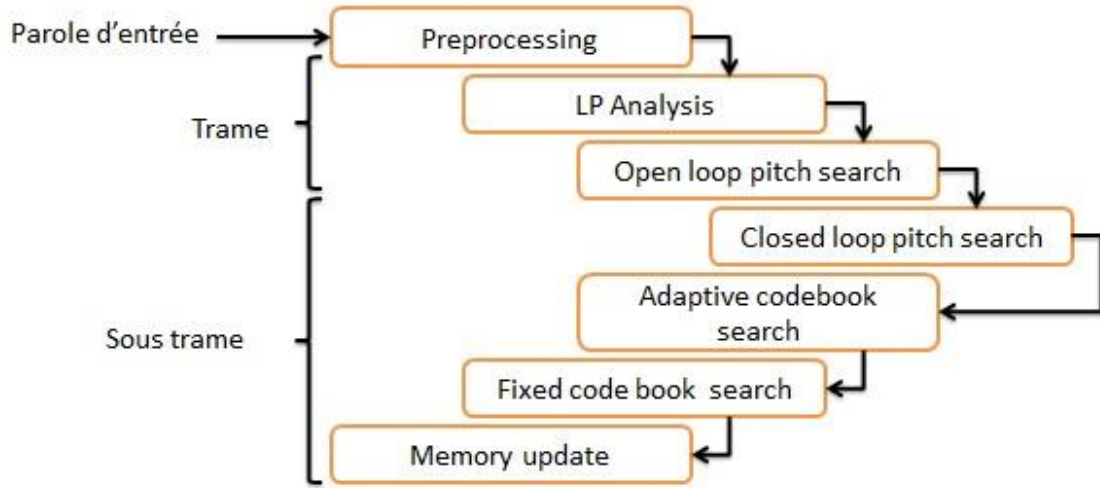 Parole d'entrée
Preprocessing
LP Analysis
Trame
Open loop pitch search
Closed loop pitch search
Adaptive codebook
search
Sous trame
Fixed code book search
Memory update